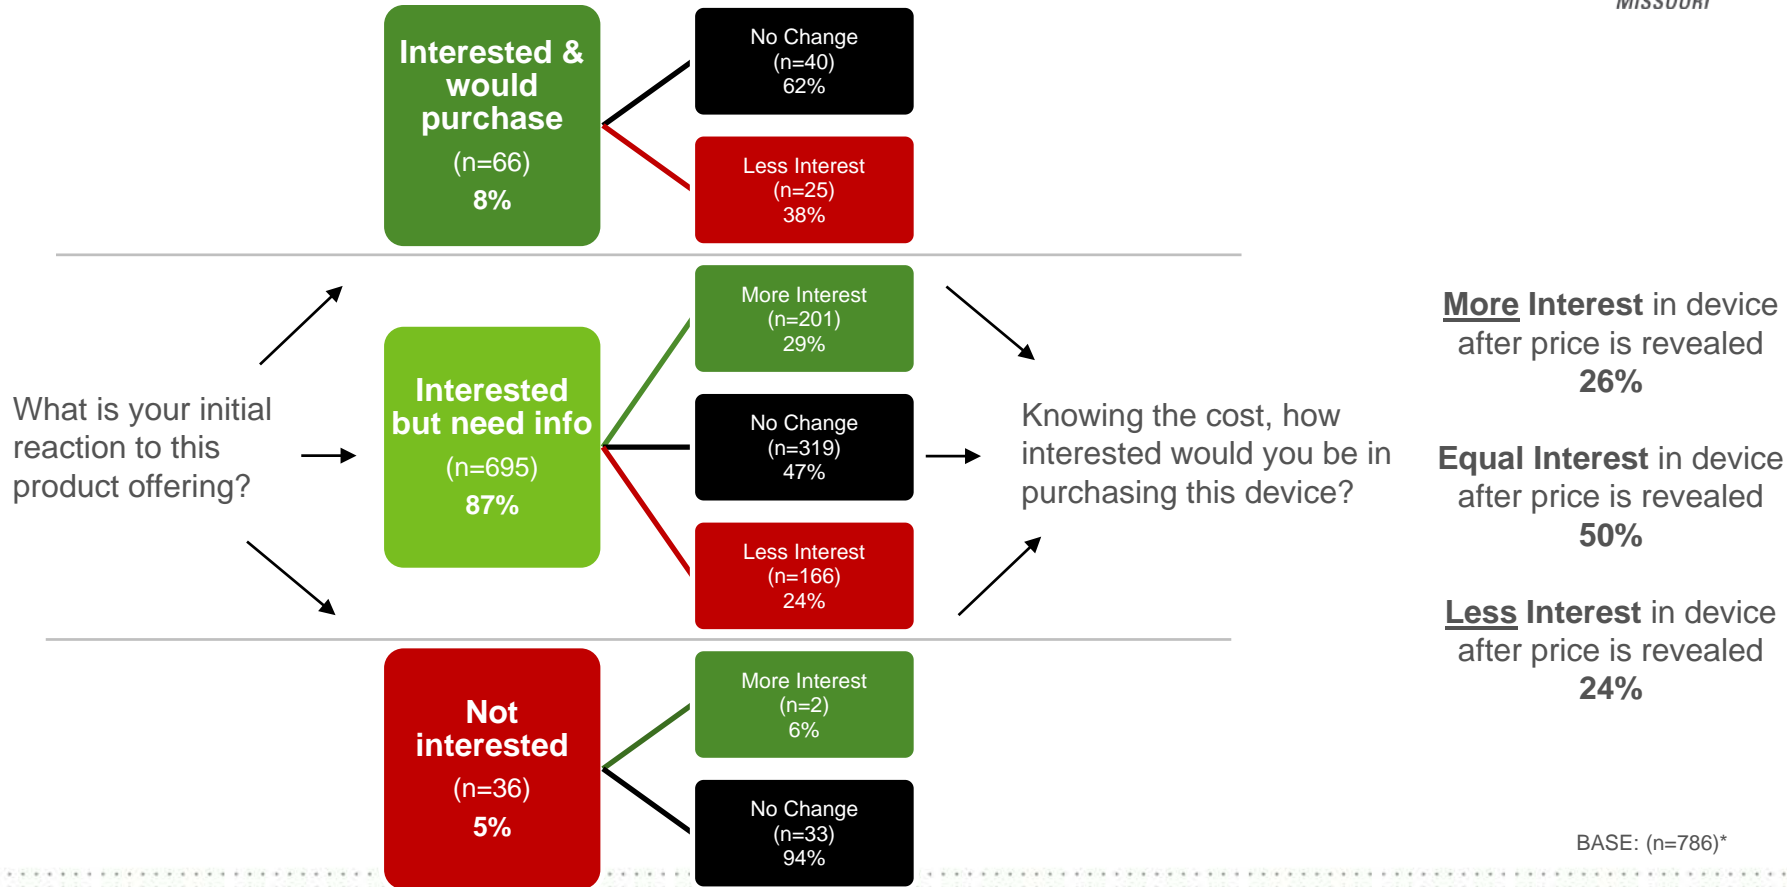 MISSOURI
Interested &
would
purchase
(n=66)
8%
No Change
(n=40)
62%
Less Interest
(n=25)
38%
What is your initial
reaction to this
product offering?
Interested
but need info
(n=695)
87%
More Interest
(n=201)
29%
No Change
(n=319)
47%
Less Interest
(n=166)
24%
Knowing the cost, how
interested would you be in
purchasing this device?
More Interest in device
after price is revealed
26%
Equal Interest in device
after price is revealed
50%
Less Interest in device
after price is revealed
24%
Not
interested
(n=36)
5%
More Interest
(n=2)
6%
No Change
(n=33)
94%
BASE: (n=786)*